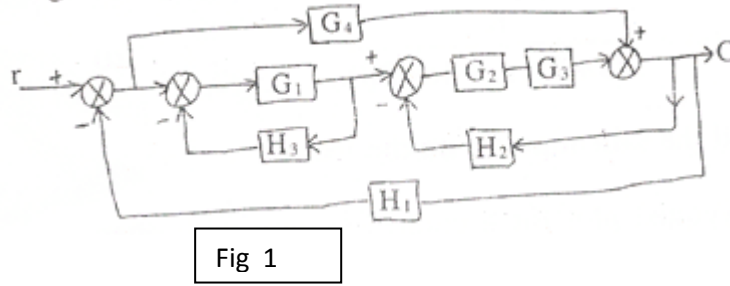 G₄
+
r + G₁ + G₂ G₃ C
- - -
H₃ H₂
H₁
Fig 1